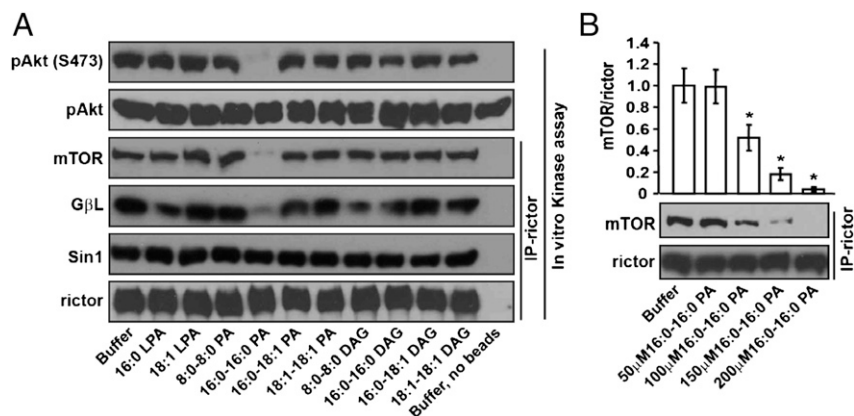 A
pAkt (S473)
pAkt
mTOR
GβL
Sin1
rictor
Buffer
16:0 LPA
18:1 LPA
8:0-8:0 PA
16:0-16:0 PA
16:0-18:1 PA
18:1-18:1 PA
8:0-8:0 DAG
16:0-16:0 DAG
16:0-18:1 DAG
18:1-18:1 DAG
Buffer, no beads
IP-rictor
In vitro Kinase assay
B
mTOR/rictor
1.4
1.2
1.0
0.8
0.6
0.4
0.2
0
*
*
*
mTOR
rictor
IP-rictor
Buffer
50μM16:0-16:0 PA
100μM16:0-16:0 PA
150μM16:0-16:0 PA
200μM16:0-16:0 PA